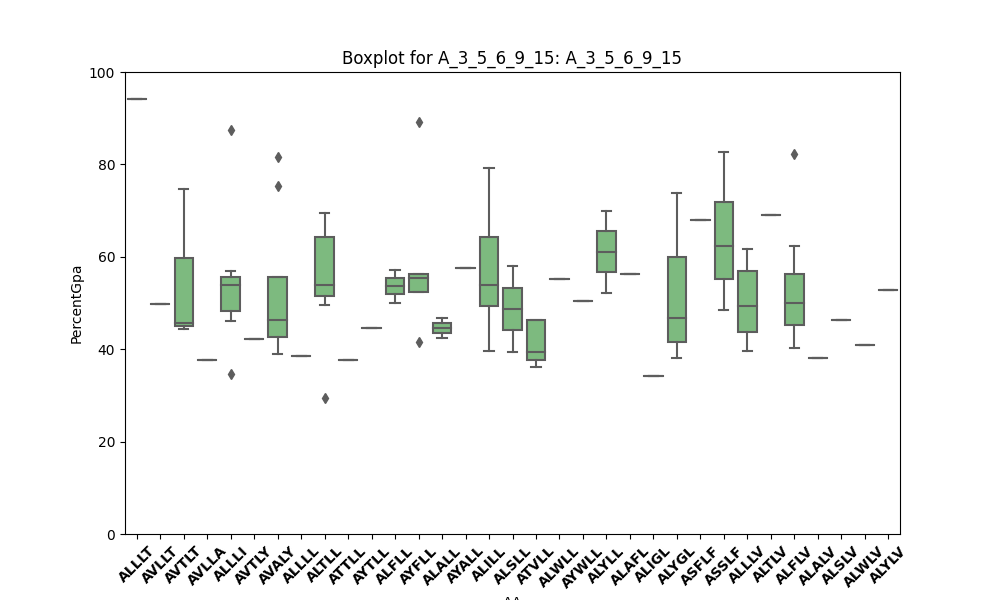 Boxplot for A_3_5_6_9_15: A_3_5_6_9_15
100
80
60
40
20
0
PercentGpa
ALLLT
AVLLT
AVTLT
AVLLA
ALLLI
AVTLY
AVALY
ALLLL
ALTLL
ATTLL
AYTLL
ALFLL
AYFLL
ALALL
AYALL
ALILL
ALSLL
ATVLL
ALWLL
AYWLL
ALYLL
ALAFL
ALIGL
ALYGL
ASFLF
ASSLF
ALLLV
ALTLV
ALFLV
ALALV
ALSLV
ALWLV
ALYLV